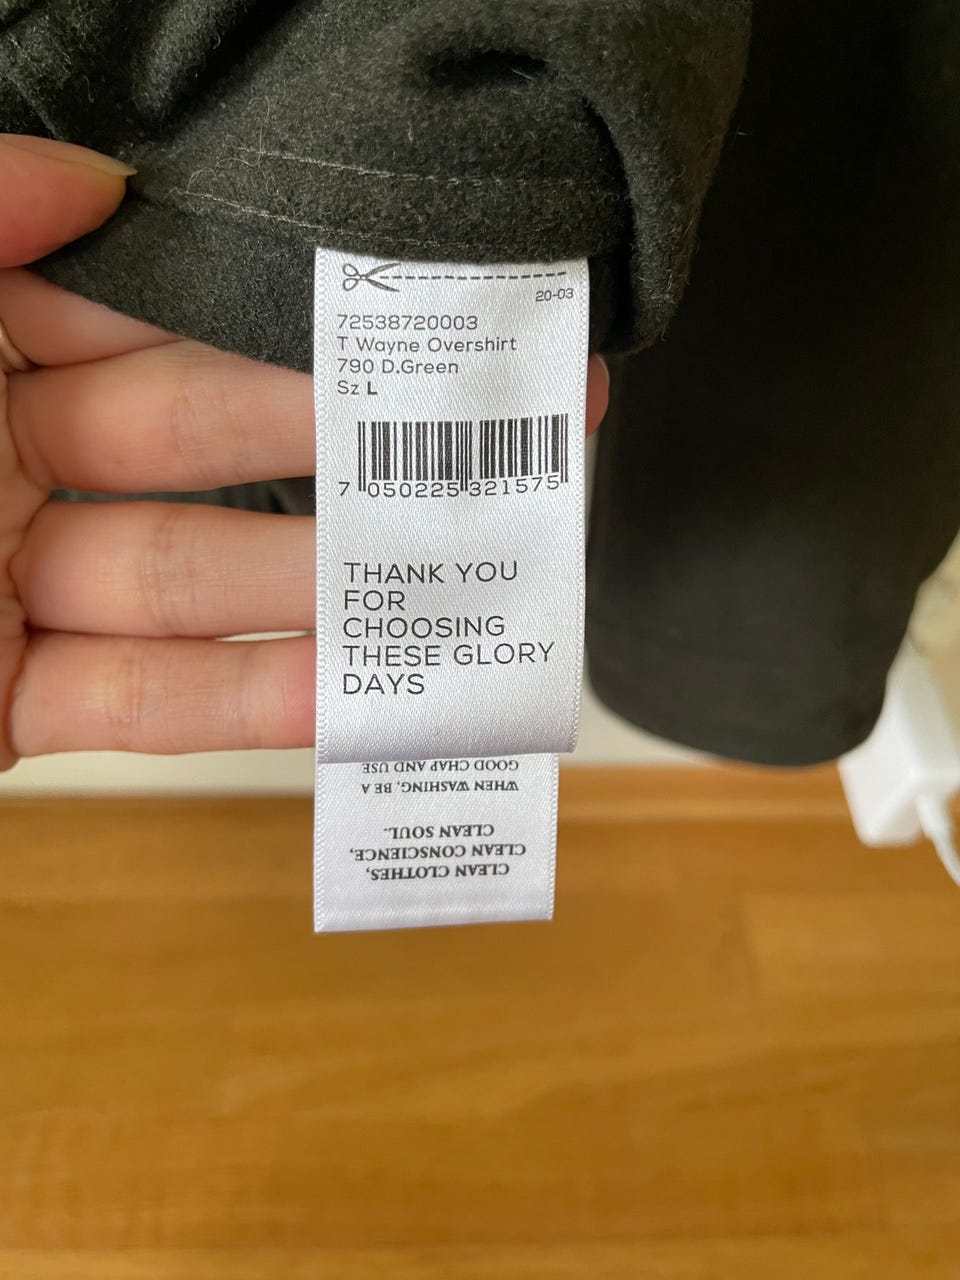 20-03
72538720003
T Wayne Overshirt
790 D.Green
Sz L
7 050225 321575
THANK YOU
FOR
CHOOSING
THESE GLORY
DAYS
CLEAN CLOTHES,
CLEAN CONSCIENCE,
CLEAN SOUL..
WHEN WASHING, BE A
GOOD CHAP AND USE